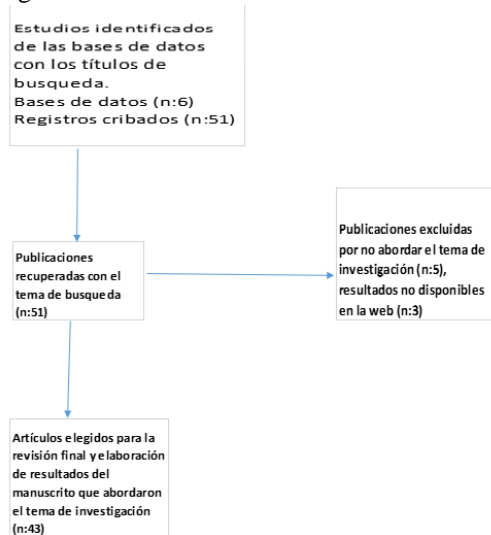 Estudios identificados
de las bases de datos
con los títulos de
busqueda.
Bases de datos (n:6)
Registros cribados (n:51)
Publicaciones
recuperadas con el
tema de busqueda
(n:51)
Publicaciones excluidas
por no abordar el tema de
investigación (n:5),
resultados no disponibles
en la web (n:3)
Artículos elegidos para la
revisión final y elaboración
de resultados del
manuscrito que abordaron
el tema de investigación
(n:43)